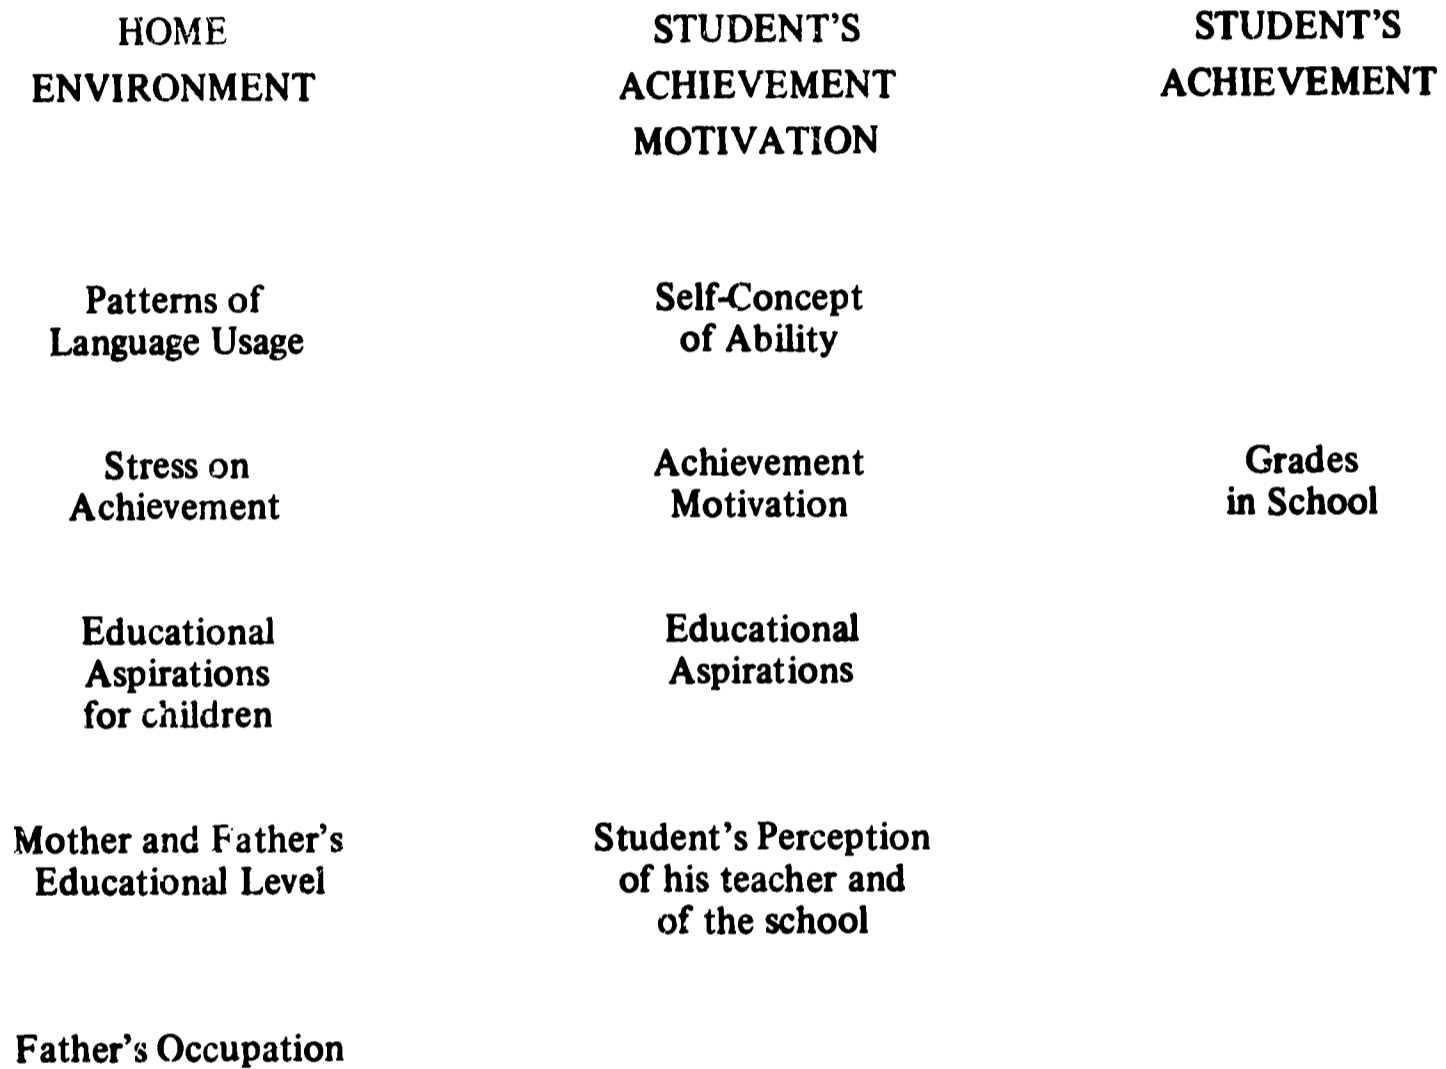 HOME
ENVIRONMENT
STUDENT'S
ACHIEVEMENT
MOTIVATION
STUDENT'S
ACHIEVEMENT
Patterns of
Language Usage
Self-Concept
of Ability
Stress on
Achievement
Achievement
Motivation
Grades
in School
Educational
Aspirations
for children
Educational
Aspirations
Mother and Father's
Educational Level
Student's Perception
of his teacher and
of the school
Father's Occupation